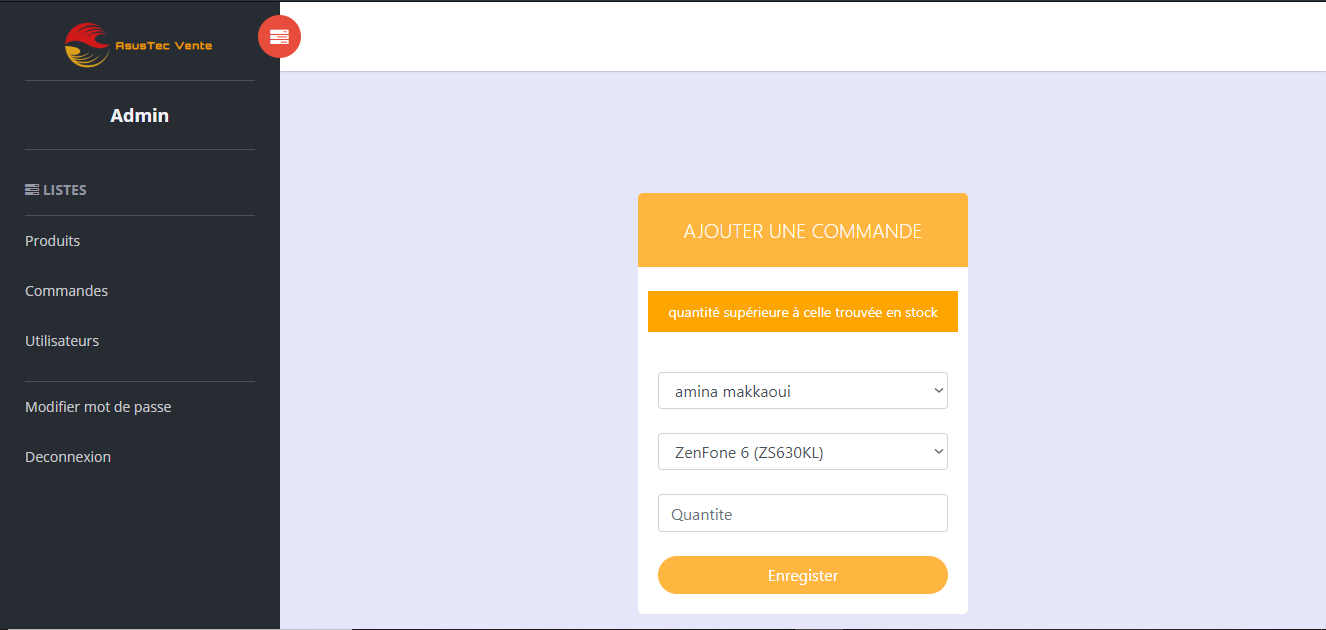 AsusTec Vente
Admin
LISTES
Produits
Commandes
Utilisateurs
Modifier mot de passe
Deconnexion
AJOUTER UNE COMMANDE
quantité supérieure à celle trouvée en stock
amina makkaoui
ZenFone 6 (ZS630KL)
Quantite
Enregister